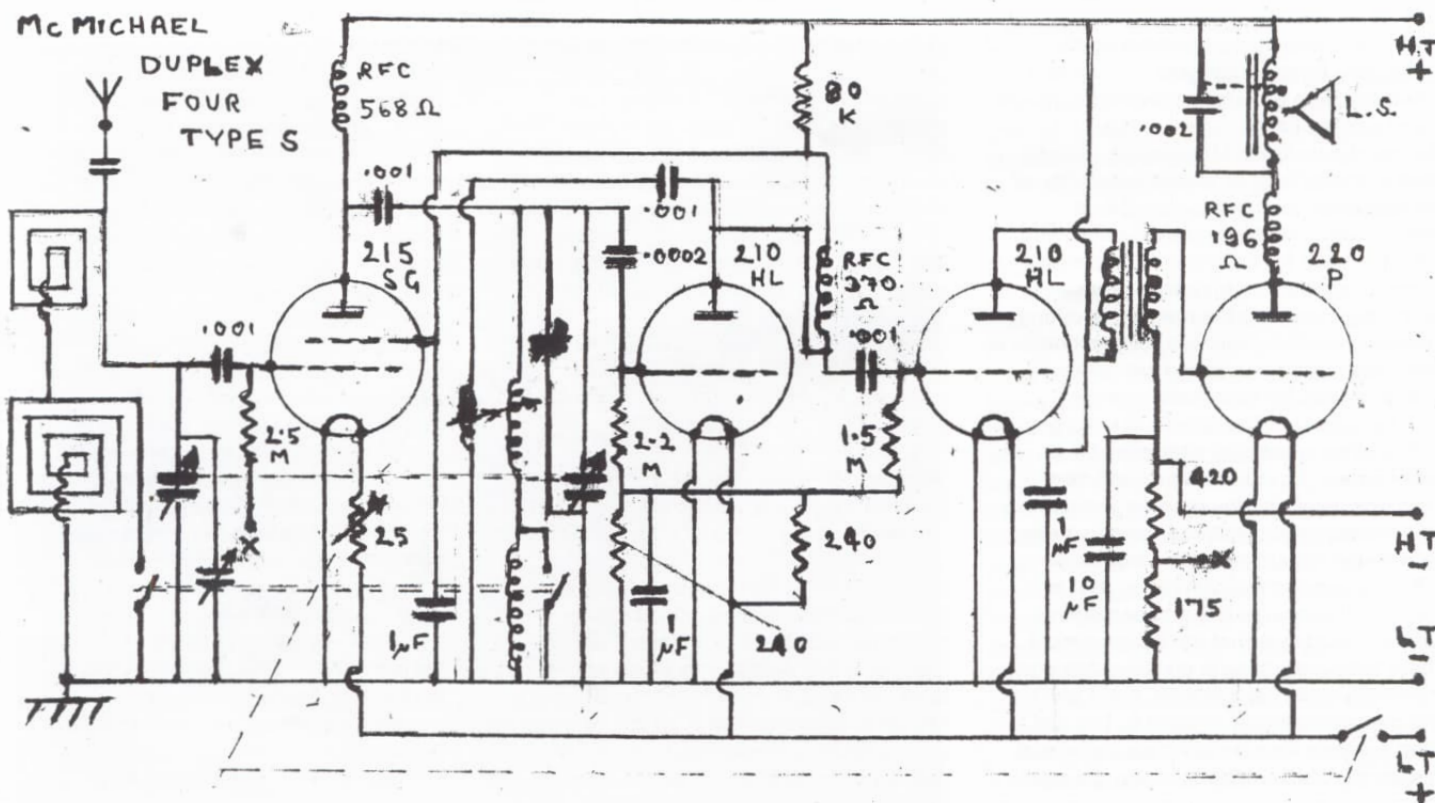 McMICHAEL
DUPLEX
FOUR
TYPE S
RFC
568 Ω
80
K
H.T
+
.002
L.S.
.001
.001
RFC
196
Ω
215
SG
.0002
210
HL
RFC
Ω
210
HL
220
P
.001
.001
2.5
M
2.2
M
1.5
M
420
25
X
240
1
µF
X
HT
-
10
µF
175
1µF
1
µF
240
LT
-
LT
+